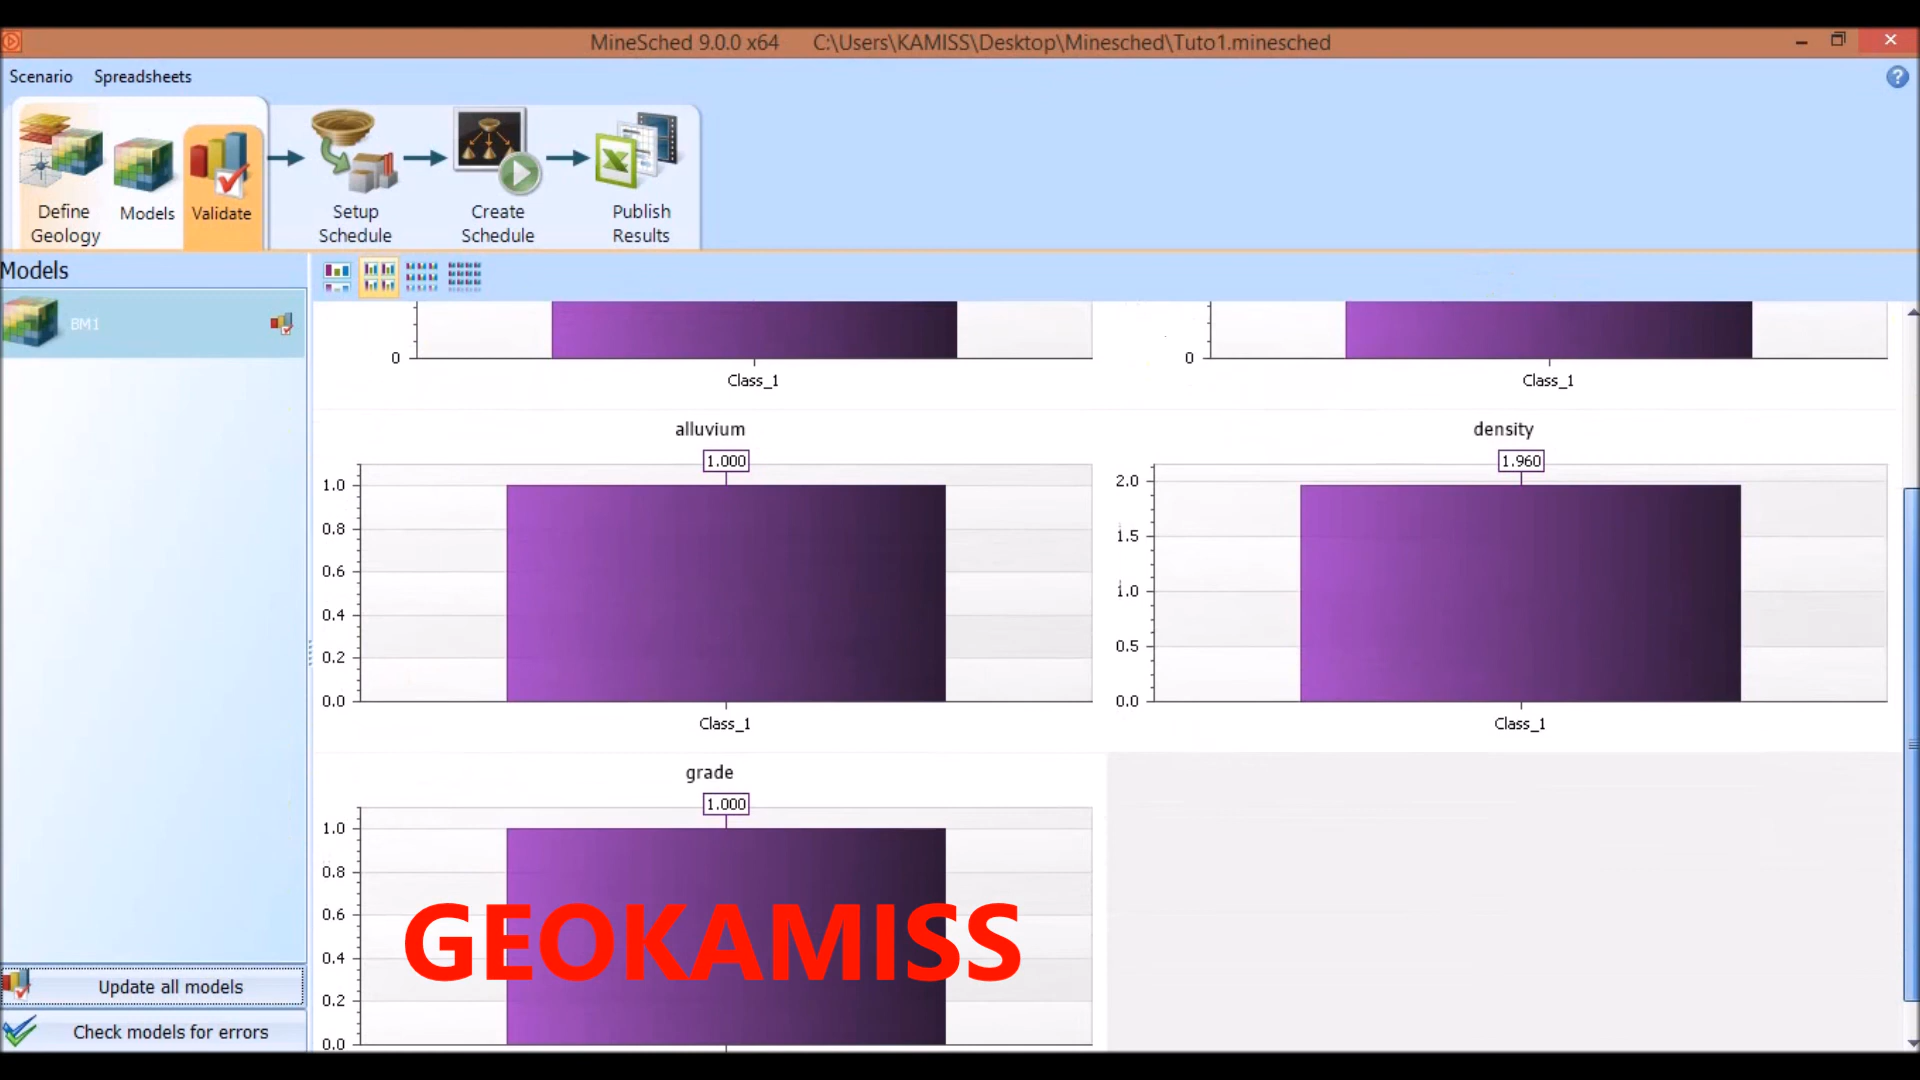 MineSched 9.0.0 x64 C:\Users\KAMISS\Desktop\Minesched\Tuto1.minesched
Scenario Spreadsheets
Define Geology
Models
Validate
Setup Schedule
Create Schedule
Publish Results
Models
BM1
0
Class_1
0
Class_1
alluvium
1.000
1.0
0.8
0.6
0.4
0.2
0.0
Class_1
density
1.960
2.0
1.5
1.0
0.5
0.0
Class_1
grade
1.000
1.0
0.8
0.6
0.4
0.2
0.0
GEOKAMISS
Update all models
Check models for errors